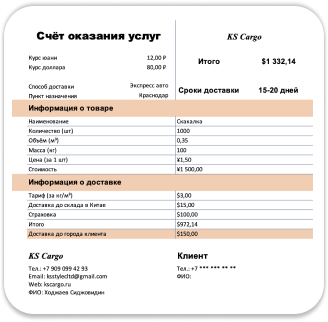 Счёт оказания услуг
KS Cargo
Курс юани 12,00 ₽
Курс доллара 80,00 ₽
Итого $1 332,14
Способ доставки Экспресс авто
Пункт назначения Краснодар
Сроки доставки 15-20 дней
Информация о товаре
Наименование Скакалка
Количество (шт) 1000
Объём (м³) 0,35
Масса (кг) 100
Цена (за 1 шт) ¥1,50
Стоимость ¥1 500,00
Информация о доставке
Тариф (за кг/м³) $3,00
Доставка до склада в Китае $15,00
Страховка $100,00
Итого $972,14
Доставка до города клиента $150,00
KS Cargo
Клиент
Тел.: +7 909 099 42 93
Тел.: +7 *** *** ** **
Email: ksstyleltd@gmail.com
ФИО:
Web: kscargo.ru
ФИО: Ходжаев Сиджовидин